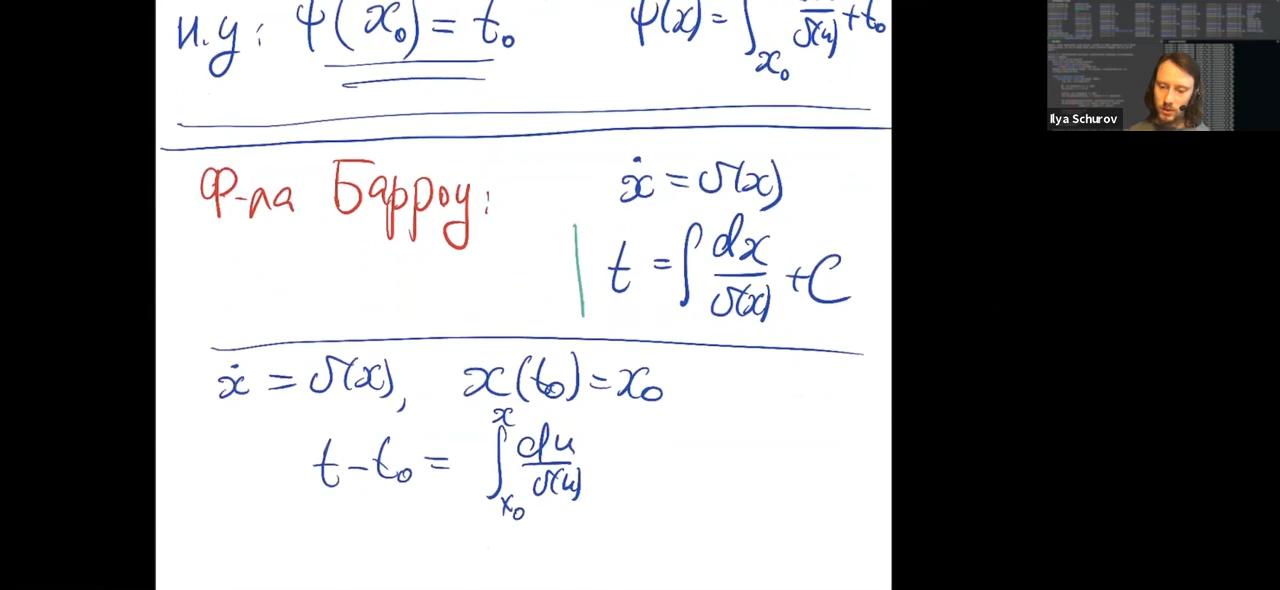 и.у: ψ(x₀) = t₀ ψ(x) = ∫_{x₀} du/v(u) + t₀
Ilya Schurov
Ф-ла Барроу: ẋ = v(x)
t = ∫ dx/v(x) + C
ẋ = v(x), x(t₀) = x₀
t - t₀ = ∫_{x₀}^{x} du/v(u)